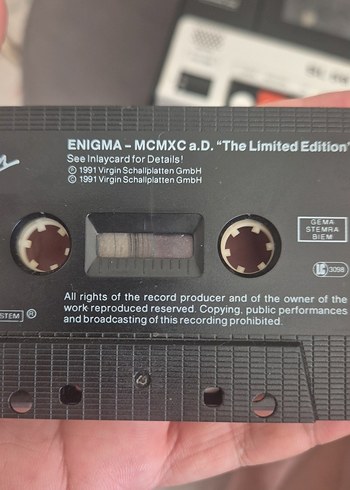 ENIGMA – MCMXC a.D. "The Limited Edition"
See Inlaycard for Details!
Ⓟ 1991 Virgin Schallplatten GmbH
© 1991 Virgin Schallplatten GmbH
GEMA
STEMRA
BIEM
LC 3098
All rights of the record producer and of the owner of the
work reproduced reserved. Copying, public performances
and broadcasting of this recording prohibited.
STEM ®